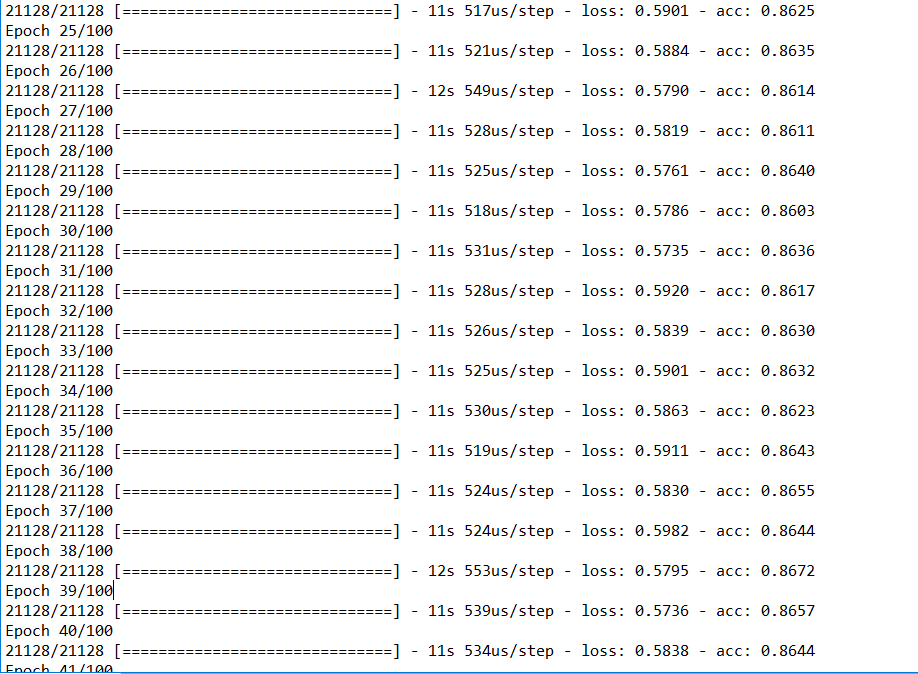 21128/21128 [==============================] - 11s 517us/step - loss: 0.5901 - acc: 0.8625
Epoch 25/100
21128/21128 [==============================] - 11s 521us/step - loss: 0.5884 - acc: 0.8635
Epoch 26/100
21128/21128 [==============================] - 12s 549us/step - loss: 0.5790 - acc: 0.8614
Epoch 27/100
21128/21128 [==============================] - 11s 528us/step - loss: 0.5819 - acc: 0.8611
Epoch 28/100
21128/21128 [==============================] - 11s 525us/step - loss: 0.5761 - acc: 0.8640
Epoch 29/100
21128/21128 [==============================] - 11s 518us/step - loss: 0.5786 - acc: 0.8603
Epoch 30/100
21128/21128 [==============================] - 11s 531us/step - loss: 0.5735 - acc: 0.8636
Epoch 31/100
21128/21128 [==============================] - 11s 528us/step - loss: 0.5920 - acc: 0.8617
Epoch 32/100
21128/21128 [==============================] - 11s 526us/step - loss: 0.5839 - acc: 0.8630
Epoch 33/100
21128/21128 [==============================] - 11s 525us/step - loss: 0.5901 - acc: 0.8632
Epoch 34/100
21128/21128 [==============================] - 11s 530us/step - loss: 0.5863 - acc: 0.8623
Epoch 35/100
21128/21128 [==============================] - 11s 519us/step - loss: 0.5911 - acc: 0.8643
Epoch 36/100
21128/21128 [==============================] - 11s 524us/step - loss: 0.5830 - acc: 0.8655
Epoch 37/100
21128/21128 [==============================] - 11s 524us/step - loss: 0.5982 - acc: 0.8644
Epoch 38/100
21128/21128 [==============================] - 12s 553us/step - loss: 0.5795 - acc: 0.8672
Epoch 39/100
21128/21128 [==============================] - 11s 539us/step - loss: 0.5736 - acc: 0.8657
Epoch 40/100
21128/21128 [==============================] - 11s 534us/step - loss: 0.5838 - acc: 0.8644
Epoch 41/100